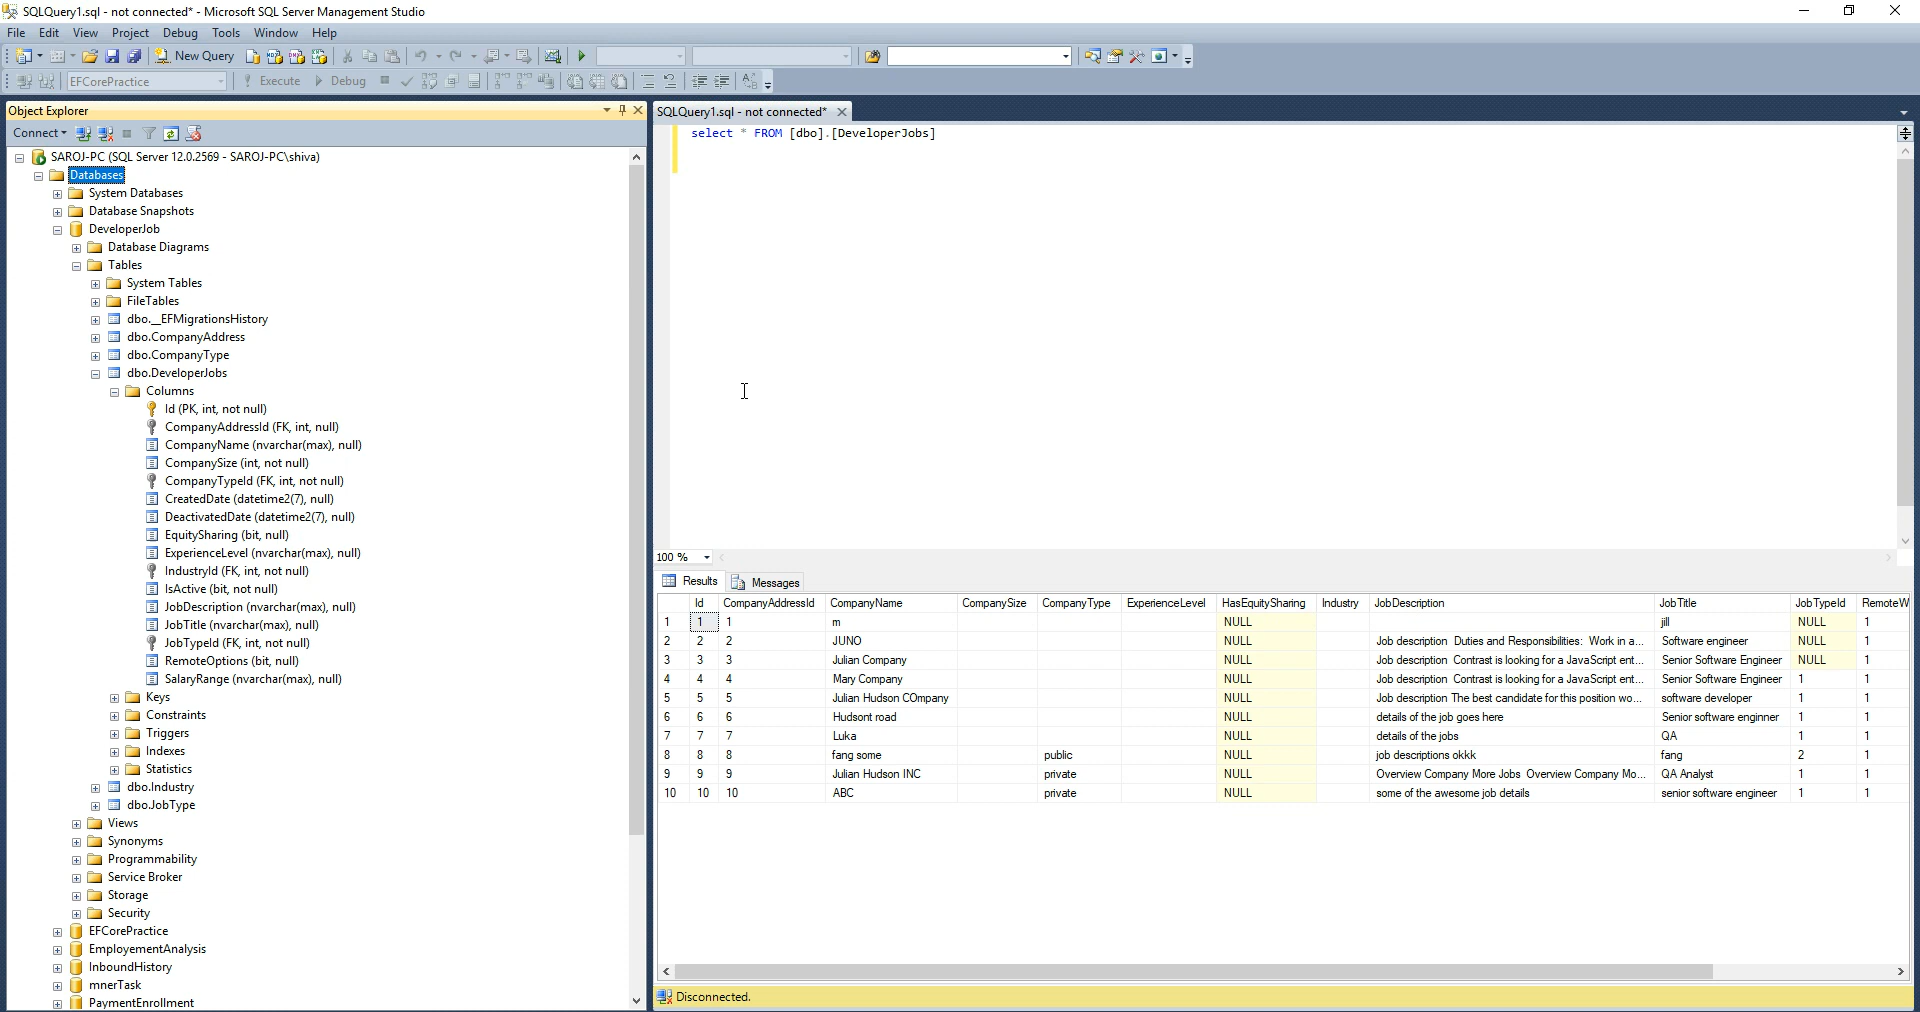 SQLQuery1.sql - not connected* - Microsoft SQL Server Management Studio
File Edit View Project Debug Tools Window Help
New Query
EFCorePractice Execute Debug
Object Explorer
Connect
SAROJ-PC (SQL Server 12.0.2569 - SAROJ-PC\shiva)
Databases
System Databases
Database Snapshots
DeveloperJob
Database Diagrams
Tables
System Tables
FileTables
dbo.__EFMigrationsHistory
dbo.CompanyAddress
dbo.CompanyType
dbo.DeveloperJobs
Columns
Id (PK, int, not null)
CompanyAddressId (FK, int, null)
CompanyName (nvarchar(max), null)
CompanySize (int, not null)
CompanyTypeId (FK, int, not null)
CreatedDate (datetime2(7), null)
DeactivatedDate (datetime2(7), null)
EquitySharing (bit, null)
ExperienceLevel (nvarchar(max), null)
IndustryId (FK, int, not null)
IsActive (bit, not null)
JobDescription (nvarchar(max), null)
JobTitle (nvarchar(max), null)
JobTypeId (FK, int, not null)
RemoteOptions (bit, null)
SalaryRange (nvarchar(max), null)
Keys
Constraints
Triggers
Indexes
Statistics
dbo.Industry
dbo.JobType
Views
Synonyms
Programmability
Service Broker
Storage
Security
EFCorePractice
EmployementAnalysis
InboundHistory
mnerTask
PaymentEnrollment
SQLQuery1.sql - not connected*
select * FROM [dbo].[DeveloperJobs]
100 %
Results Messages
Id CompanyAddressId CompanyName CompanySize CompanyType ExperienceLevel HasEquitySharing Industry JobDescription JobTitle JobTypeId RemoteW
1 1 1 m NULL jill NULL 1
2 2 2 JUNO NULL Job description Duties and Responsibilities: Work in a... Software engineer NULL 1
3 3 3 Julian Company NULL Job description Contrast is looking for a JavaScript ent... Senior Software Engineer NULL 1
4 4 4 Mary Company NULL Job description Contrast is looking for a JavaScript ent... Senior Software Engineer 1 1
5 5 5 Julian Hudson COmpany NULL Job description The best candidate for this position wo... software developer 1 1
6 6 6 Hudsont road NULL details of the job goes here Senior software enginner 1 1
7 7 7 Luka NULL details of the jobs QA 1 1
8 8 8 fang some public NULL job descriptions okkk fang 2 1
9 9 9 Julian Hudson INC private NULL Overview Company More Jobs Overview Company Mo... QA Analyst 1 1
10 10 10 ABC private NULL some of the awesome job details senior software engineer 1 1
Disconnected.